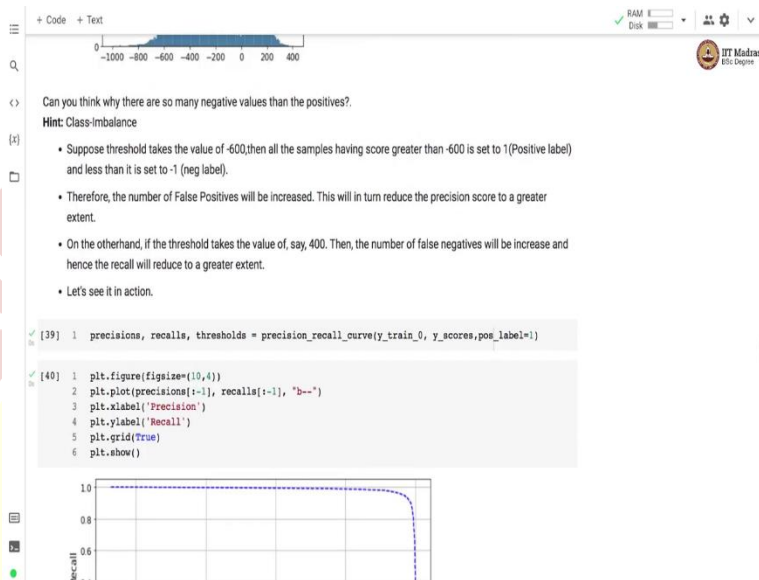 + Code + Text
RAM
Disk
0
-1000 -800 -600 -400 -200 0 200 400
IIT Madras
BSc Degree
Can you think why there are so many negative values than the positives?.
Hint: Class-Imbalance
• Suppose threshold takes the value of -600,then all the samples having score greater than -600 is set to 1(Positive label)
and less than it is set to -1 (neg label).
• Therefore, the number of False Positives will be increased. This will in turn reduce the precision score to a greater
extent.
• On the otherhand, if the threshold takes the value of, say, 400. Then, the number of false negatives will be increase and
hence the recall will reduce to a greater extent.
• Let's see it in action.
[39] 1 precisions, recalls, thresholds = precision_recall_curve(y_train_0, y_scores,pos_label=1)
[40] 1 plt.figure(figsize=(10,4))
2 plt.plot(precisions[:-1], recalls[:-1], "b--")
3 plt.xlabel('Precision')
4 plt.ylabel('Recall')
5 plt.grid(True)
6 plt.show()
1.0
0.8
0.6